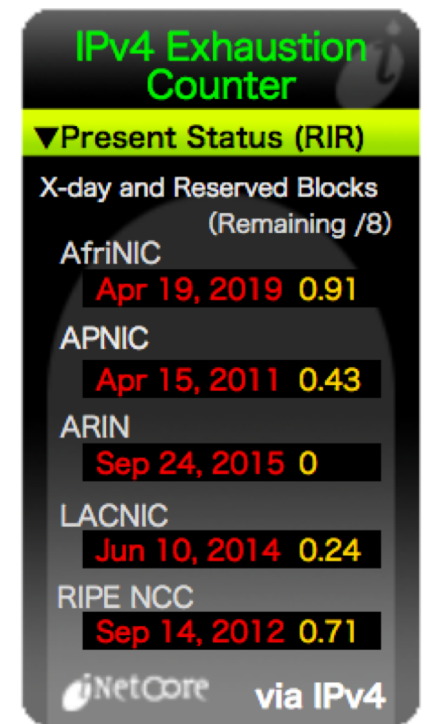 IPv4 Exhaustion
Counter
▼Present Status (RIR)
X-day and Reserved Blocks
(Remaining /8)
AfriNIC
Apr 19, 2019 0.91
APNIC
Apr 15, 2011 0.43
ARIN
Sep 24, 2015 0
LACNIC
Jun 10, 2014 0.24
RIPE NCC
Sep 14, 2012 0.71
iNetCore via IPv4